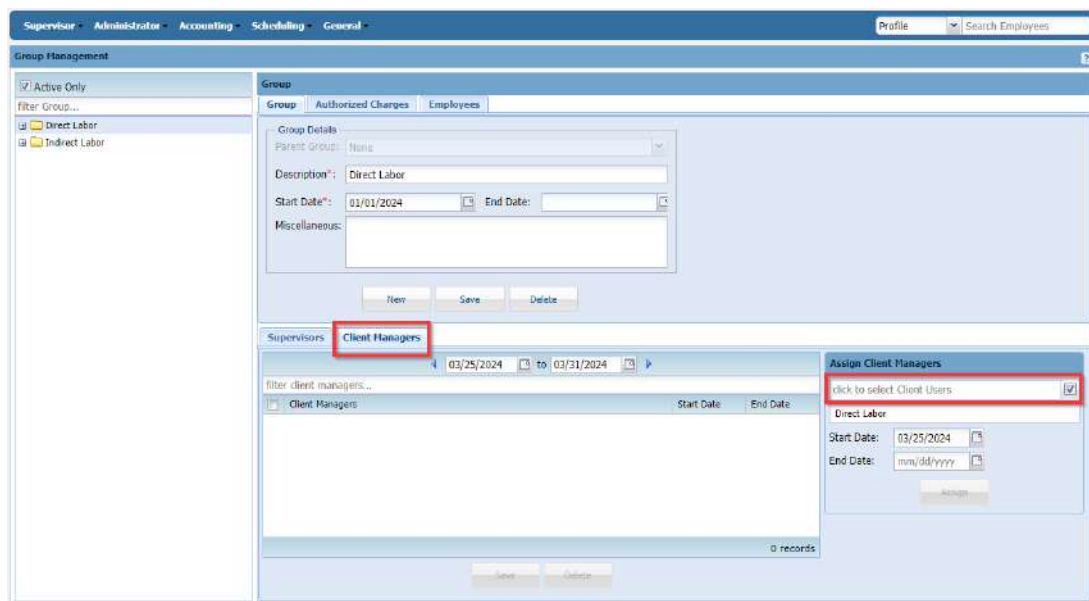 Supervisor Administrator Accounting Scheduling General Profile Search Employees
Group Management
Active Only
filter Group...
Direct Labor
Indirect Labor
Group
Group Authorized Charges Employees
Group Details
Parent Group: None
Description*: Direct Labor
Start Date*: 01/01/2024 End Date:
Miscellaneous:
New Save Delete
Supervisors Client Managers
03/25/2024 to 03/31/2024
filter client managers...
Client Managers Start Date End Date
0 records
Save Delete
Assign Client Managers
click to select Client Users
Direct Labor
Start Date: 03/25/2024
End Date: mm/dd/yyyy
Assign